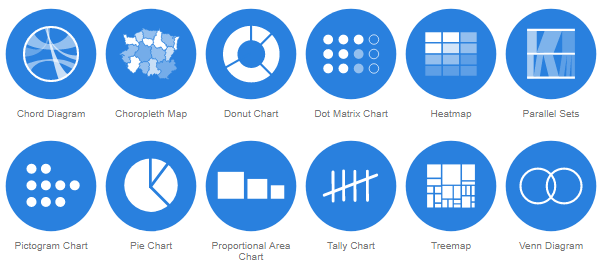 Chord Diagram
Choropleth Map
Donut Chart
Dot Matrix Chart
Heatmap
Parallel Sets
Pictogram Chart
Pie Chart
Proportional Area
Chart
Tally Chart
Treemap
Venn Diagram